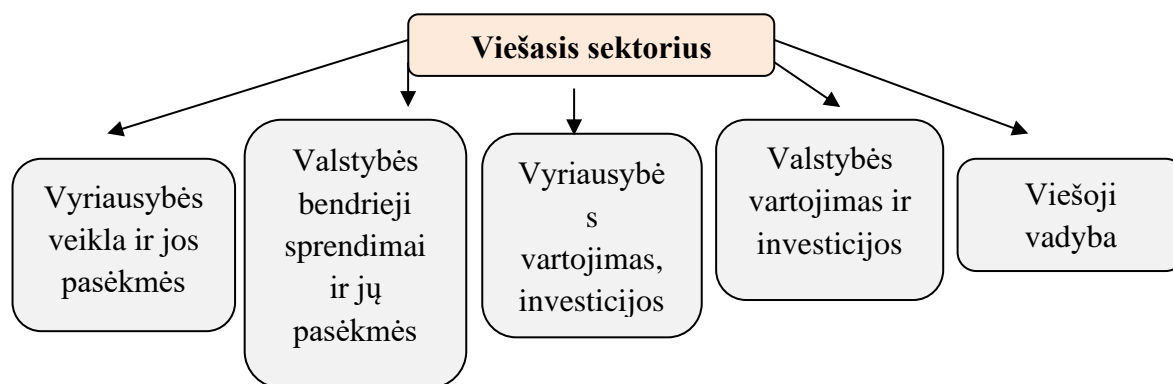 Viešasis sektorius
Vyriausybės
veikla ir jos
pasėkmės
Valstybės
bendrieji
sprendimai
ir jų
pasėkmės
Vyriausybė
s
vartojimas,
investicijos
Valstybės
vartojimas ir
investicijos
Viešoji
vadyba